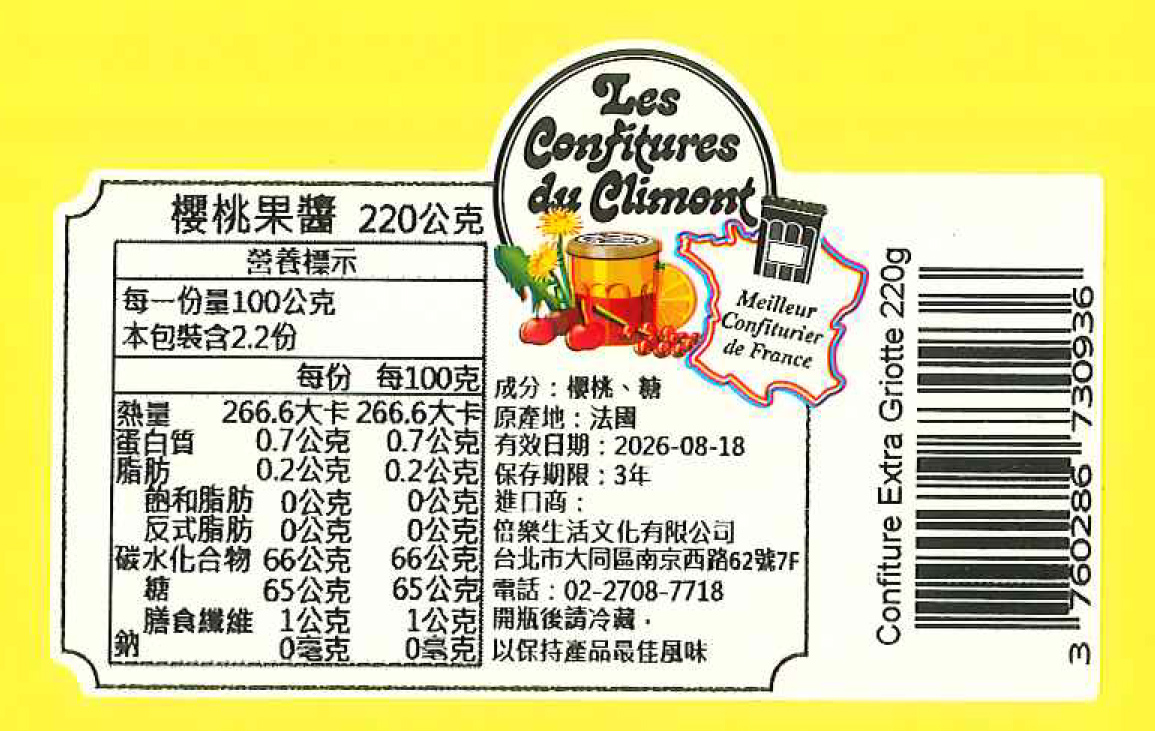 Les
Confitures
du Climont
Meilleur
Confiturier
de France
櫻桃果醬 220公克
營養標示
每一份量100公克
本包裝含2.2份
每份 每100克
熱量 266.6大卡 266.6大卡
蛋白質 0.7公克 0.7公克
脂肪 0.2公克 0.2公克
飽和脂肪 0公克 0公克
反式脂肪 0公克 0公克
碳水化合物 66公克 66公克
糖 65公克 65公克
膳食纖維 1公克 1公克
鈉 0毫克 0毫克
成分：櫻桃、糖
原產地：法國
有效日期：2026-08-18
保存期限：3年
進口商：
倍樂生活文化有限公司
台北市大同區南京西路62號7F
電話：02-2708-7718
開瓶後請冷藏，
以保持產品最佳風味
Confiture Extra Griotte 220g
3 760286 730936